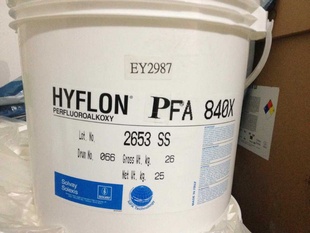 EY2987
HYFLON® PFA 840X
PERFLUOROALKOXY
Lot No 2653 SS
Drum No. 066 Gross Wt. kg. 26
Net Wt. kg. 25
Solvay
Solexis